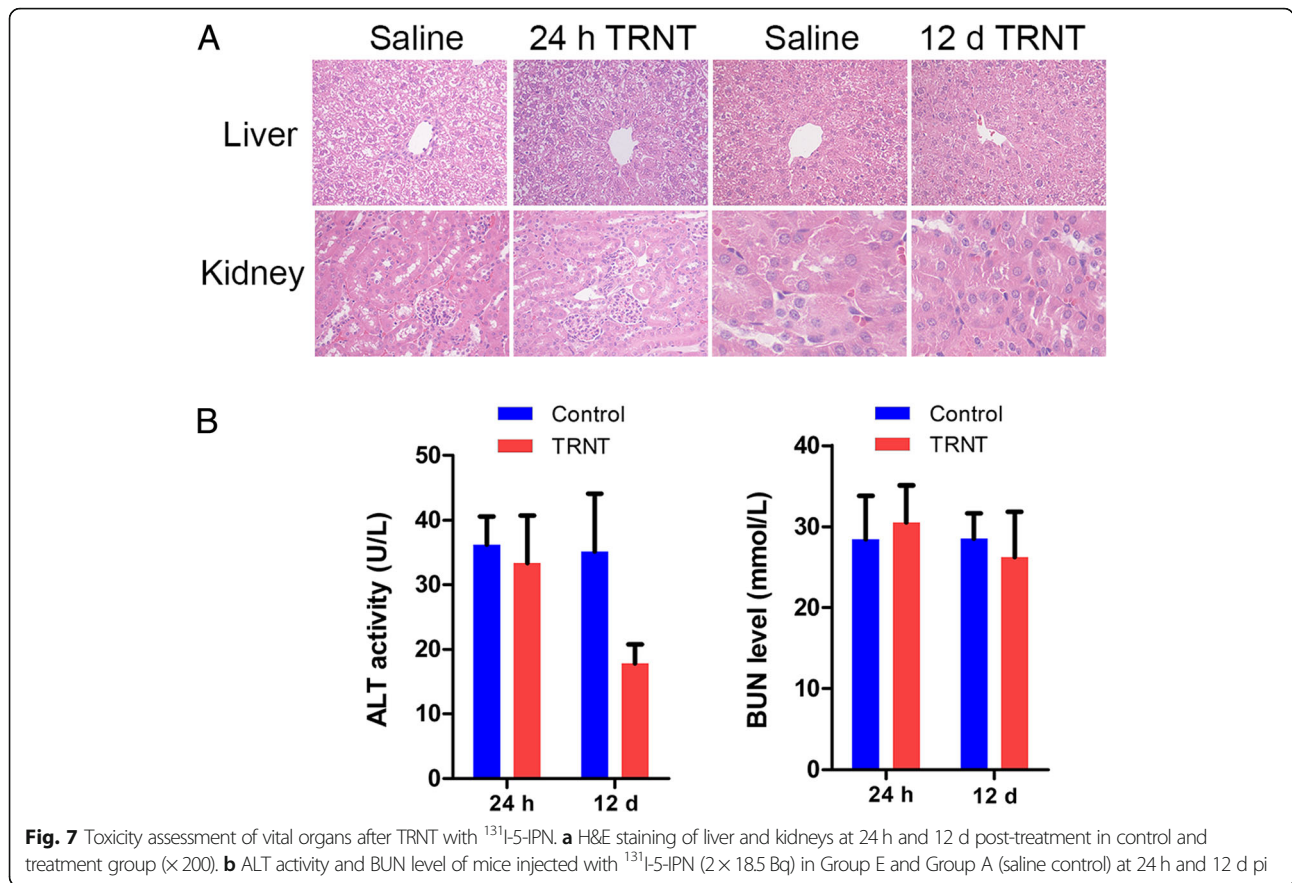 A
Saline 24 h TRNT Saline 12 d TRNT
Liver
Kidney
B
Control
TRNT
ALT activity (U/L)
50
40
30
20
10
0
24 h 12 d
Control
TRNT
BUN level (mmol/L)
40
30
20
10
0
24 h 12 d
Fig. 7 Toxicity assessment of vital organs after TRNT with ¹³¹I-5-IPN. a H&E staining of liver and kidneys at 24 h and 12 d post-treatment in control and
treatment group (× 200). b ALT activity and BUN level of mice injected with ¹³¹I-5-IPN (2 × 18.5 Bq) in Group E and Group A (saline control) at 24 h and 12 d pi